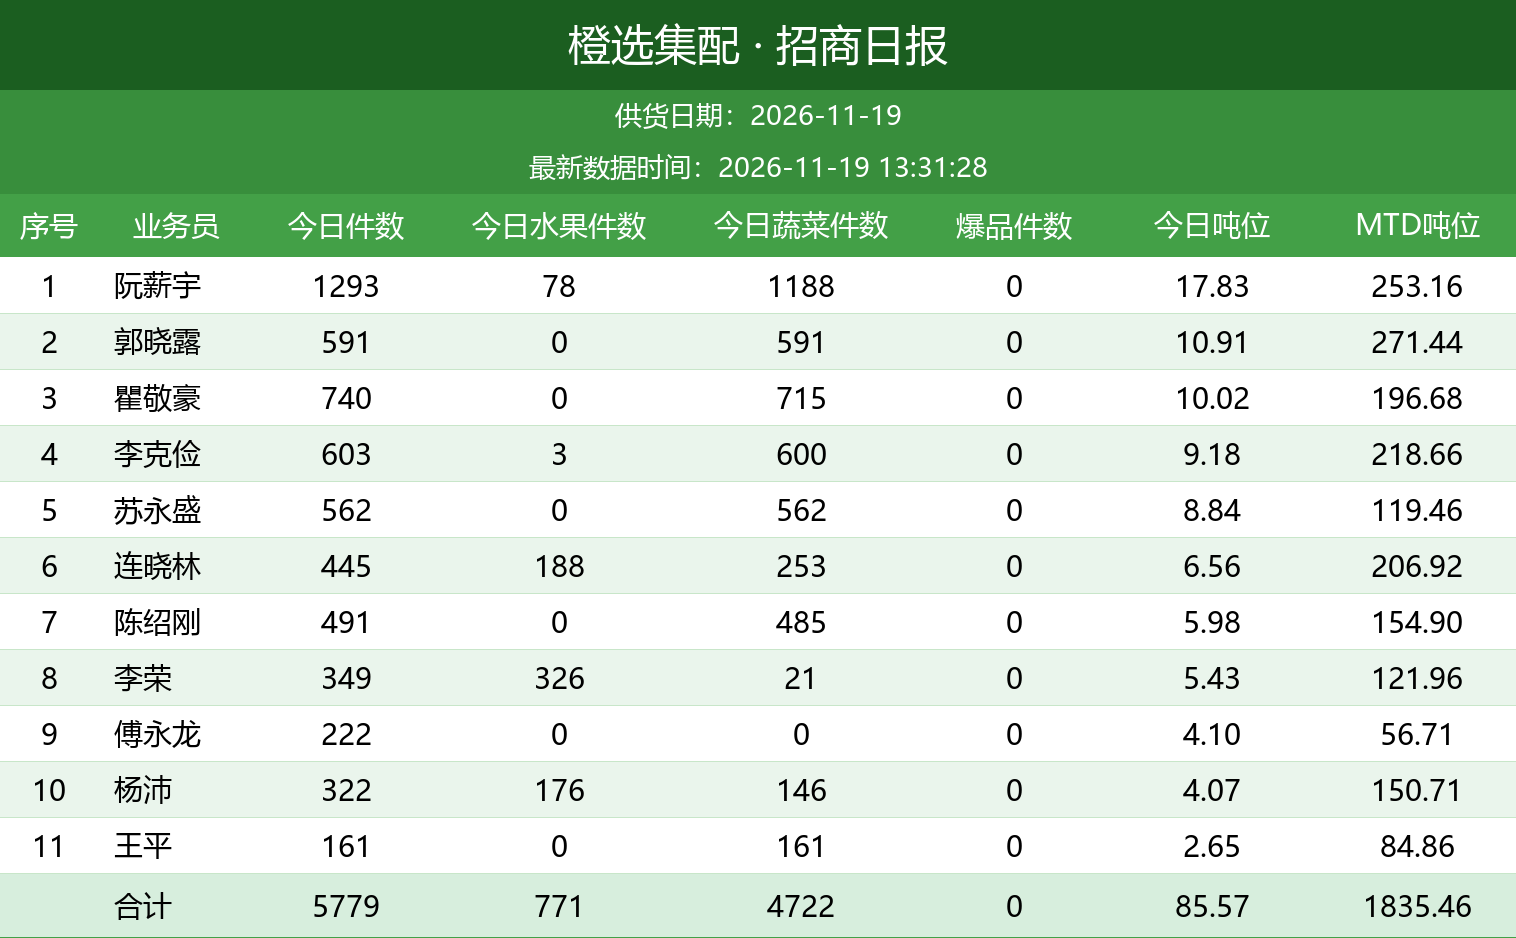 橙选集配 · 招商日报
供货日期：2026-11-19
最新数据时间：2026-11-19 13:31:28
序号 业务员 今日件数 今日水果件数 今日蔬菜件数 爆品件数 今日吨位 MTD吨位
1 阮薪宇 1293 78 1188 0 17.83 253.16
2 郭晓露 591 0 591 0 10.91 271.44
3 瞿敬豪 740 0 715 0 10.02 196.68
4 李克俭 603 3 600 0 9.18 218.66
5 苏永盛 562 0 562 0 8.84 119.46
6 连晓林 445 188 253 0 6.56 206.92
7 陈绍刚 491 0 485 0 5.98 154.90
8 李荣 349 326 21 0 5.43 121.96
9 傅永龙 222 0 0 0 4.10 56.71
10 杨沛 322 176 146 0 4.07 150.71
11 王平 161 0 161 0 2.65 84.86
合计 5779 771 4722 0 85.57 1835.46